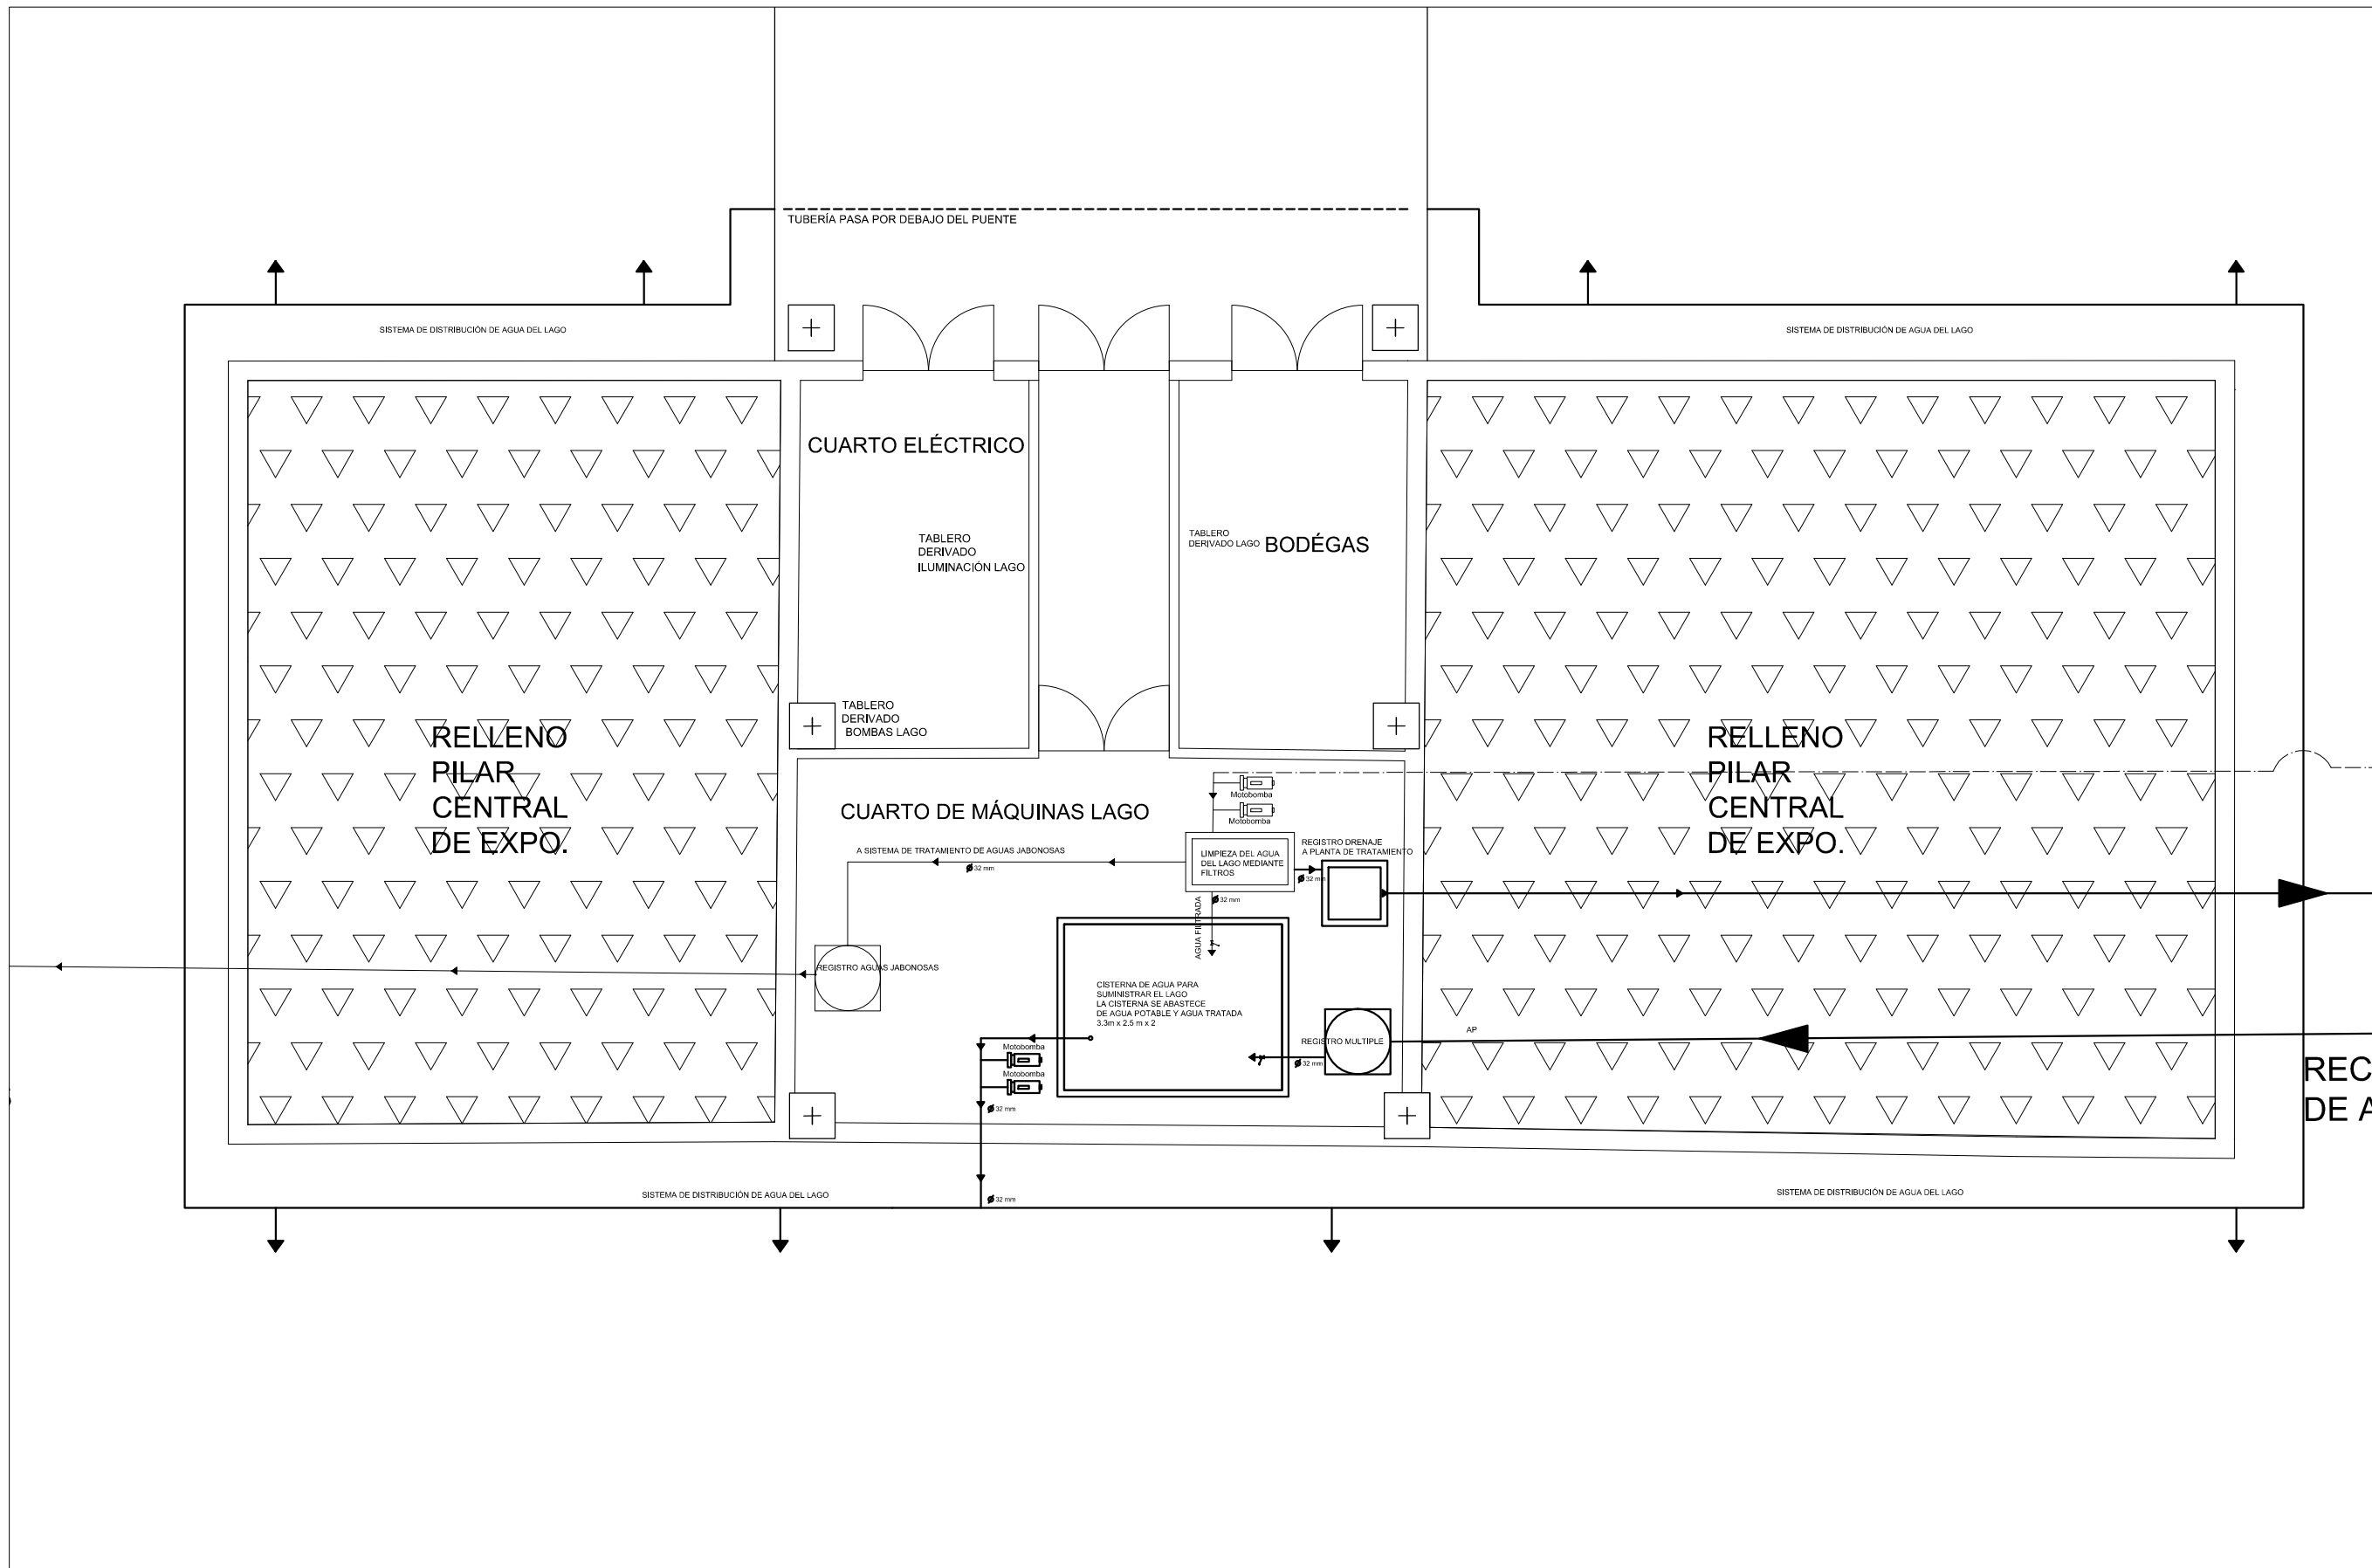 TUBERÍA PASA POR DEBAJO DEL PUENTE
SISTEMA DE DISTRIBUCIÓN DE AGUA DEL LAGO
SISTEMA DE DISTRIBUCIÓN DE AGUA DEL LAGO
CUARTO ELÉCTRICO
TABLERO
DERIVADO
ILUMINACIÓN LAGO
TABLERO
DERIVADO LAGO
BODÉGAS
TABLERO
DERIVADO
BOMBAS LAGO
RELLENO
PILAR
CENTRAL
DE EXPO.
RELLENO
PILAR
CENTRAL
DE EXPO.
CUARTO DE MÁQUINAS LAGO
Motobomba
Motobomba
A SISTEMA DE TRATAMIENTO DE AGUAS JABONOSAS
Ø 32 mm
LIMPIEZA DEL AGUA
DEL LAGO MEDIANTE
FILTROS
REGISTRO DRENAJE
A PLANTA DE TRATAMIENTO
Ø 32 mm
Ø 32 mm
AGUA FILTRADA
REGISTRO AGUAS JABONOSAS
CISTERNA DE AGUA PARA
SUMINISTRAR EL LAGO
LA CISTERNA SE ABASTECE
DE AGUA POTABLE Y AGUA TRATADA
3.3m x 2.5 m x 2
REGISTRO MULTIPLE
AP
Ø 32 mm
Motobomba
Motobomba
Ø 32 mm
REC
DE A
SISTEMA DE DISTRIBUCIÓN DE AGUA DEL LAGO
Ø 32 mm
SISTEMA DE DISTRIBUCIÓN DE AGUA DEL LAGO